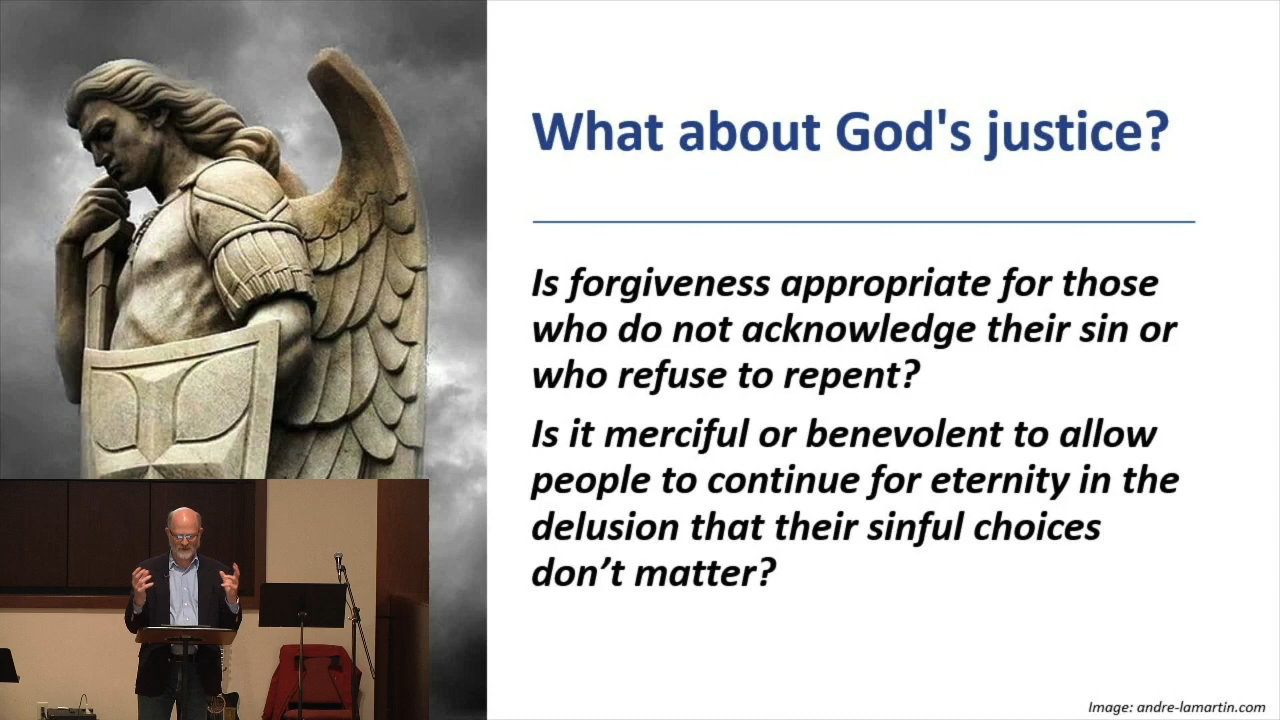 What about God's justice?
Is forgiveness appropriate for those
who do not acknowledge their sin or
who refuse to repent?
Is it merciful or benevolent to allow
people to continue for eternity in the
delusion that their sinful choices
don’t matter?
Image: andre-lamartin.com